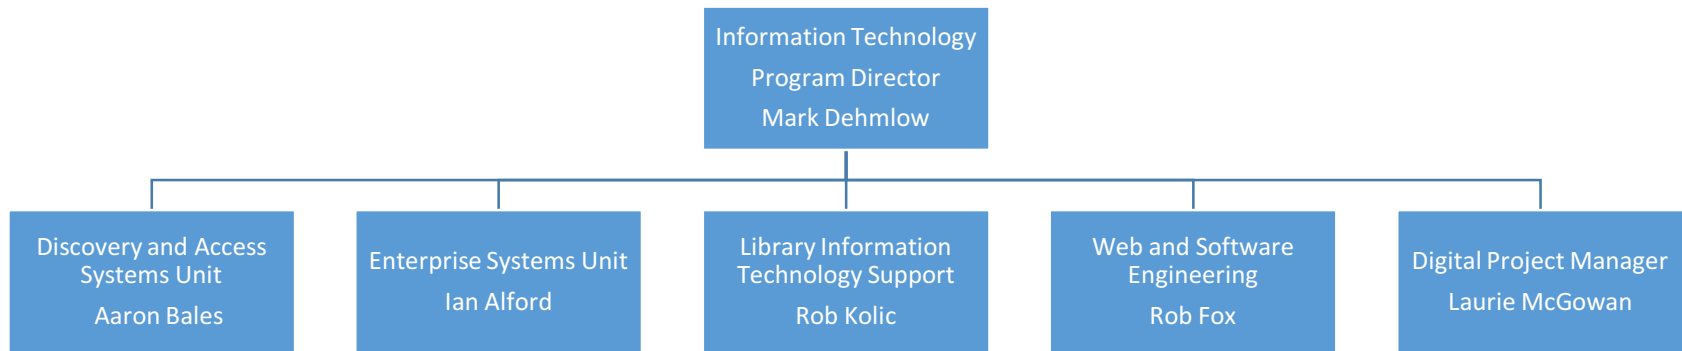 Information Technology
Program Director
Mark Dehmlow
Discovery and Access
Systems Unit
Aaron Bales
Enterprise Systems Unit
Ian Alford
Library Information
Technology Support
Rob Kolic
Web and Software
Engineering
Rob Fox
Digital Project Manager
Laurie McGowan